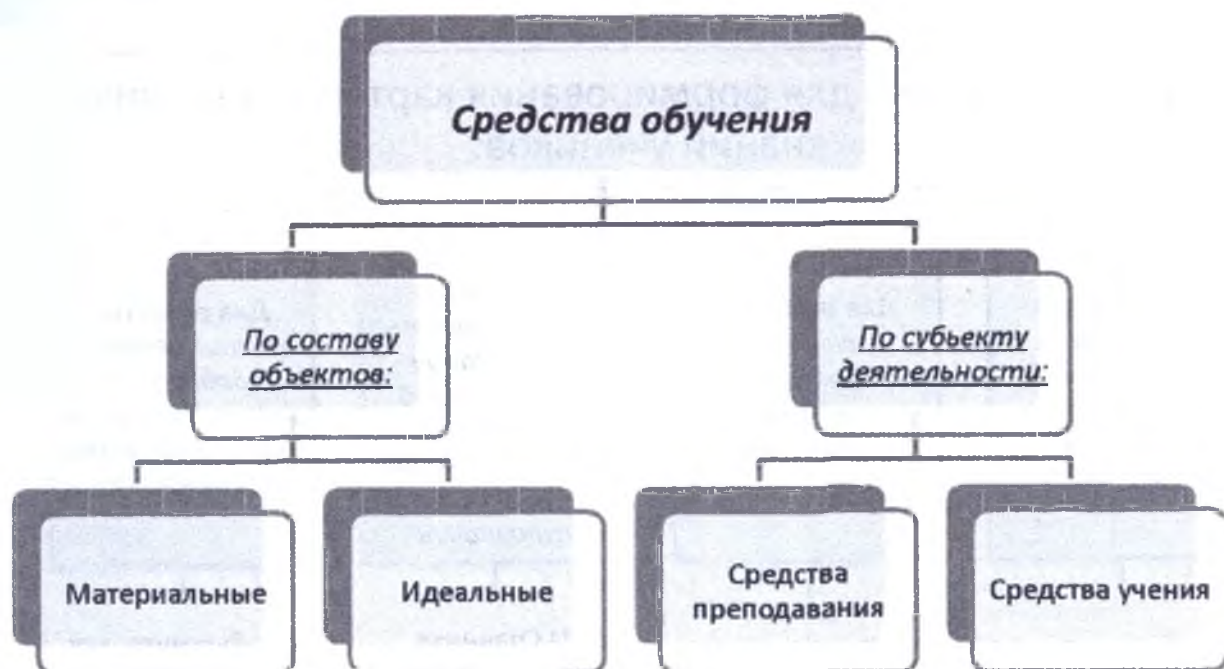 Средства обучения
По составу
объектов:
По субъекту
деятельности:
Материальные
Идеальные
Средства
преподавания
Средства учения